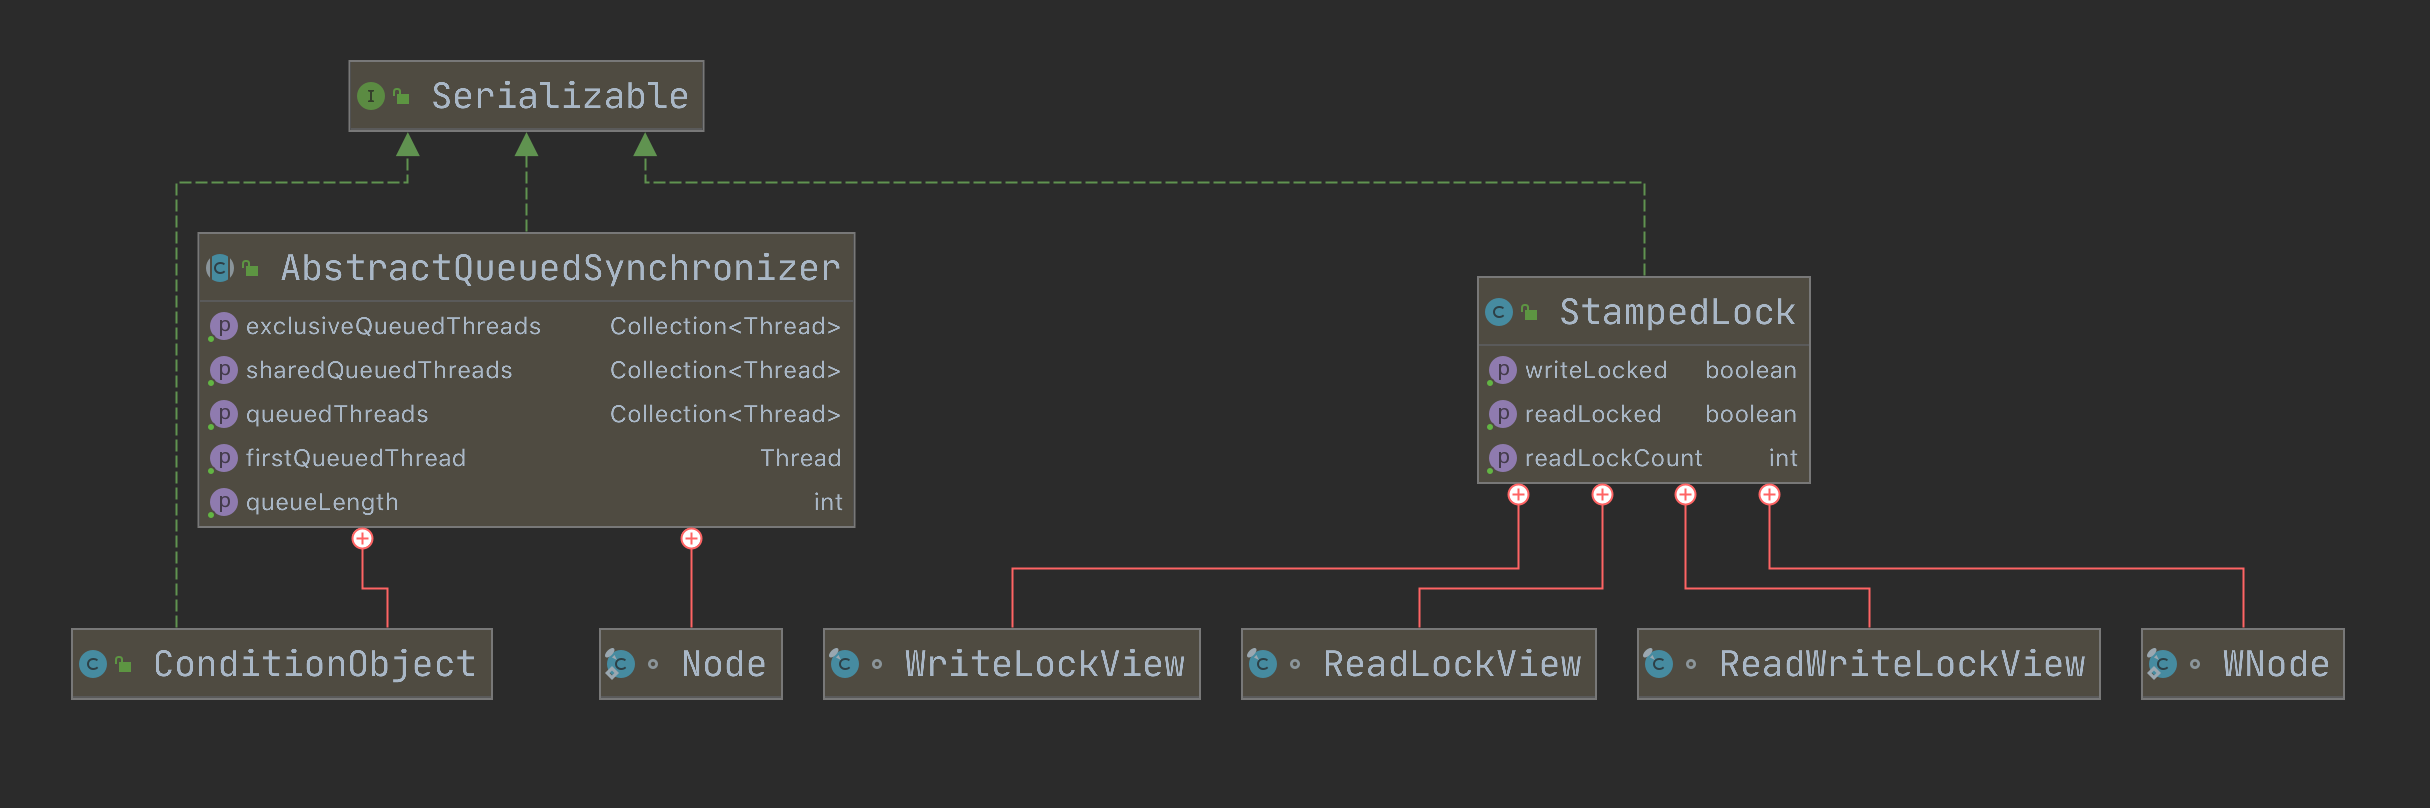 Serializable
AbstractQueuedSynchronizer
exclusiveQueuedThreads Collection<Thread>
sharedQueuedThreads Collection<Thread>
queuedThreads Collection<Thread>
firstQueuedThread Thread
queueLength int
StampedLock
writeLocked boolean
readLocked boolean
readLockCount int
ConditionObject
Node
WriteLockView
ReadLockView
ReadWriteLockView
WNode